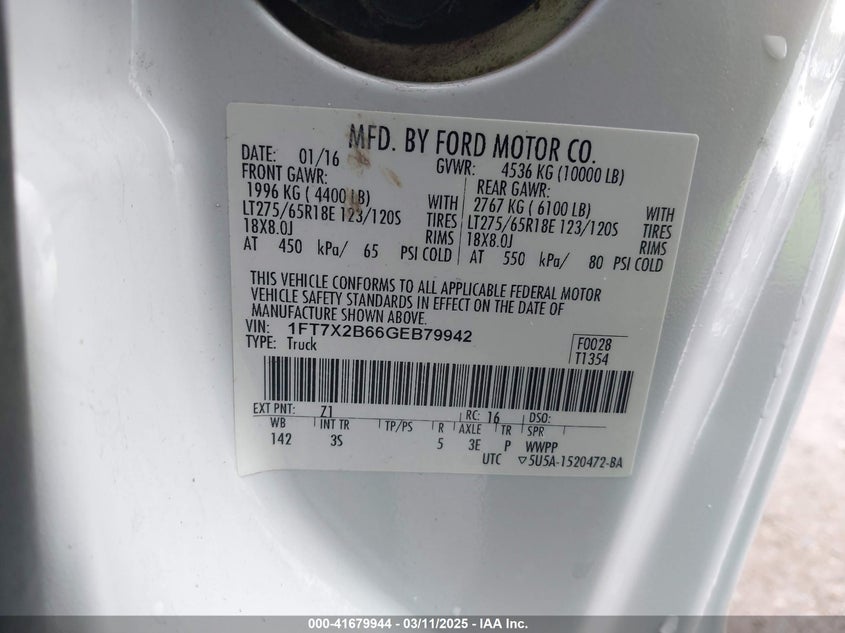 MFD. BY FORD MOTOR CO.
DATE: 01/16 GVWR: 4536 KG (10000 LB)
FRONT GAWR: REAR GAWR:
1996 KG ( 4400 LB) WITH 2767 KG ( 6100 LB) WITH
LT275/65R18E 123/120S TIRES LT275/65R18E 123/120S TIRES
18X8.0J RIMS 18X8.0J RIMS
AT 450 kPa/ 65 PSI COLD AT 550 kPa/ 80 PSI COLD
THIS VEHICLE CONFORMS TO ALL APPLICABLE FEDERAL MOTOR
VEHICLE SAFETY STANDARDS IN EFFECT ON THE DATE OF
MANUFACTURE SHOWN ABOVE.
VIN: 1FT7X2B66GEB79942
TYPE: Truck
F0028
T1354
EXT PNT: Z1 RC: 16 DSO:
WB INT TR TP/PS R AXLE TR SPR
142 3S 5 3E P WWPP
UTC ▽5U5A-1520472-BA
000-41679944 - 03/11/2025 - IAA Inc.